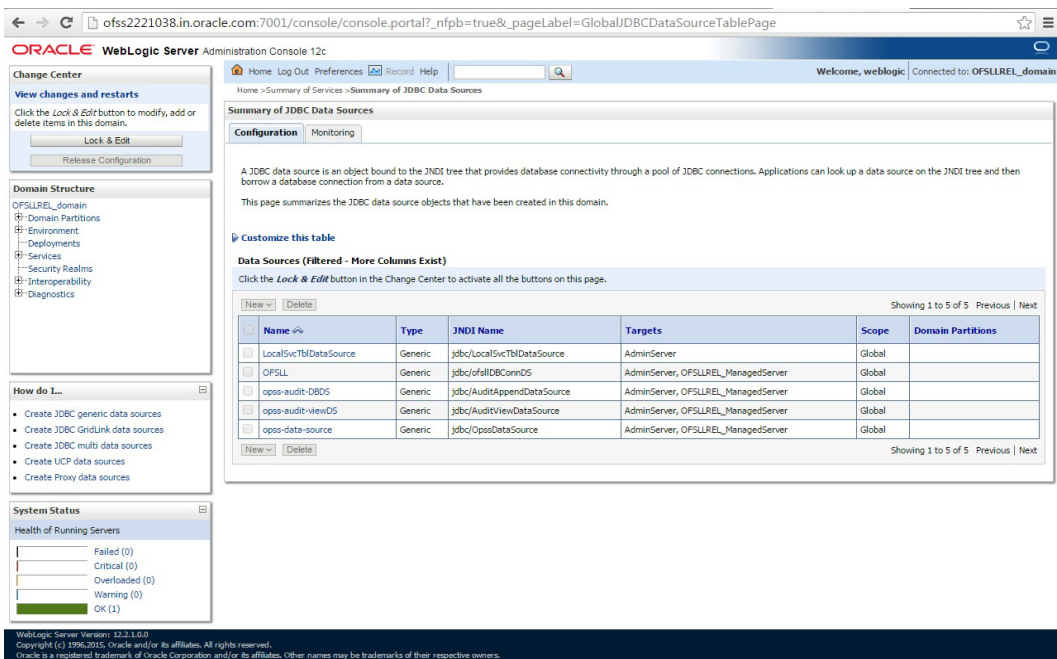 ofss2221038.in.oracle.com:7001/console/console.portal?_nfpb=true&_pageLabel=GlobalJDBCDataSourceTablePage
ORACLE WebLogic Server Administration Console 12c
Change Center
View changes and restarts
Click the Lock & Edit button to modify, add or
delete items in this domain.
Lock & Edit
Release Configuration
Domain Structure
OFSLLREL_domain
Domain Partitions
Environment
Deployments
Services
Security Realms
Interoperability
Diagnostics
How do I...
Create JDBC generic data sources
Create JDBC GridLink data sources
Create JDBC multi data sources
Create UCP data sources
Create Proxy data sources
System Status
Health of Running Servers
Failed (0)
Critical (0)
Overloaded (0)
Warning (0)
OK (1)
Home Log Out Preferences Record Help
Welcome, weblogic Connected to: OFSLLREL_domain
Home >Summary of Services >Summary of JDBC Data Sources
Summary of JDBC Data Sources
Configuration Monitoring
A JDBC data source is an object bound to the JNDI tree that provides database connectivity through a pool of JDBC connections. Applications can look up a data source on the JNDI tree and then
borrow a database connection from a data source.
This page summarizes the JDBC data source objects that have been created in this domain.
Customize this table
Data Sources (Filtered - More Columns Exist)
Click the Lock & Edit button in the Change Center to activate all the buttons on this page.
New Delete Showing 1 to 5 of 5 Previous | Next
Name Type JNDI Name Targets Scope Domain Partitions
LocalSvcTblDataSource Generic jdbc/LocalSvcTblDataSource AdminServer Global
OFSLL Generic jdbc/ofsllDBConnDS AdminServer, OFSLLREL_ManagedServer Global
opss-audit-DBDS Generic jdbc/AuditAppendDataSource AdminServer, OFSLLREL_ManagedServer Global
opss-audit-viewDS Generic jdbc/AuditViewDataSource AdminServer, OFSLLREL_ManagedServer Global
opss-data-source Generic jdbc/OpssDataSource AdminServer, OFSLLREL_ManagedServer Global
New Delete Showing 1 to 5 of 5 Previous | Next
WebLogic Server Version: 12.2.1.0.0
Copyright (c) 1996,2015, Oracle and/or its affiliates. All rights reserved.
Oracle is a registered trademark of Oracle Corporation and/or its affiliates. Other names may be trademarks of their respective owners.